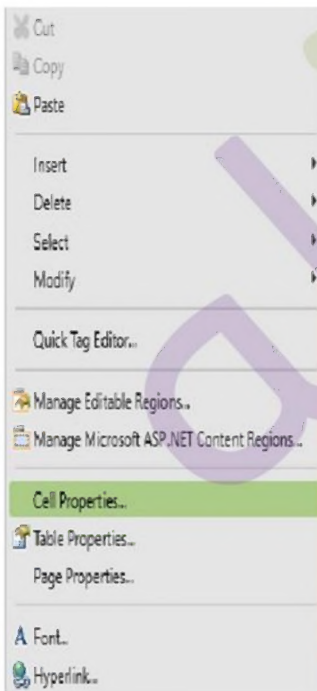 Cut
Copy
Paste
Insert
Delete
Select
Modify
Quick Tag Editor...
Manage Editable Regions...
Manage Microsoft ASP.NET Content Regions...
Cell Properties...
Table Properties...
Page Properties...
A Font...
Hyperlink...